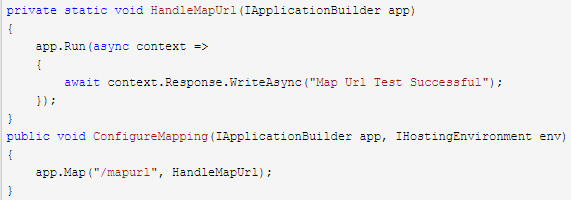 private static void HandleMapUrl(IApplicationBuilder app)
{
    app.Run(async context =>
    {
        await context.Response.WriteAsync("Map Url Test Successful");
    });
}
public void ConfigureMapping(IApplicationBuilder app, IHostingEnvironment env)
{
    app.Map("/mapurl", HandleMapUrl);
}